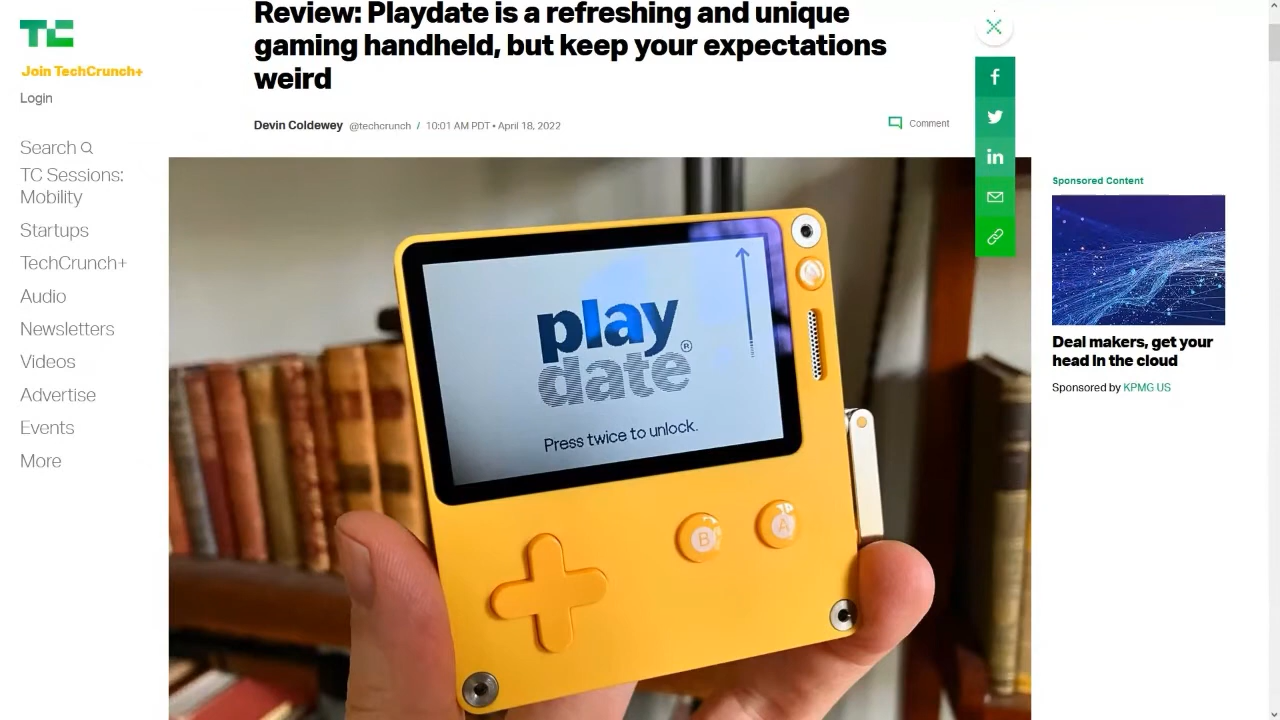 TC
Join TechCrunch+
Login
Search
TC Sessions:
Mobility
Startups
TechCrunch+
Audio
Newsletters
Videos
Advertise
Events
More
Review: Playdate is a refreshing and unique
gaming handheld, but keep your expectations
weird
Devin Coldewey @techcrunch / 10:01 AM PDT • April 18, 2022
Comment
play
date®
Press twice to unlock.
B
A
f
in
Sponsored Content
Deal makers, get your
head in the cloud
Sponsored by KPMG US